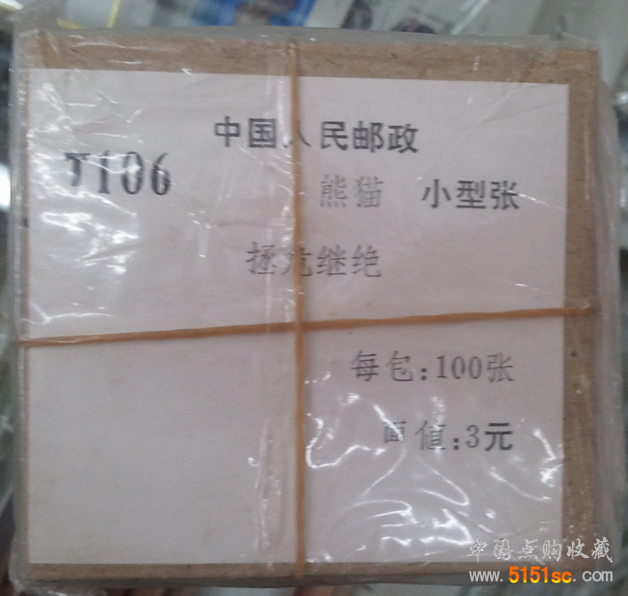 中国人民邮政
T106
熊猫 小型张
拯危继绝
每包:100张
面值:3元
中国点购收藏
www.5151sc.com